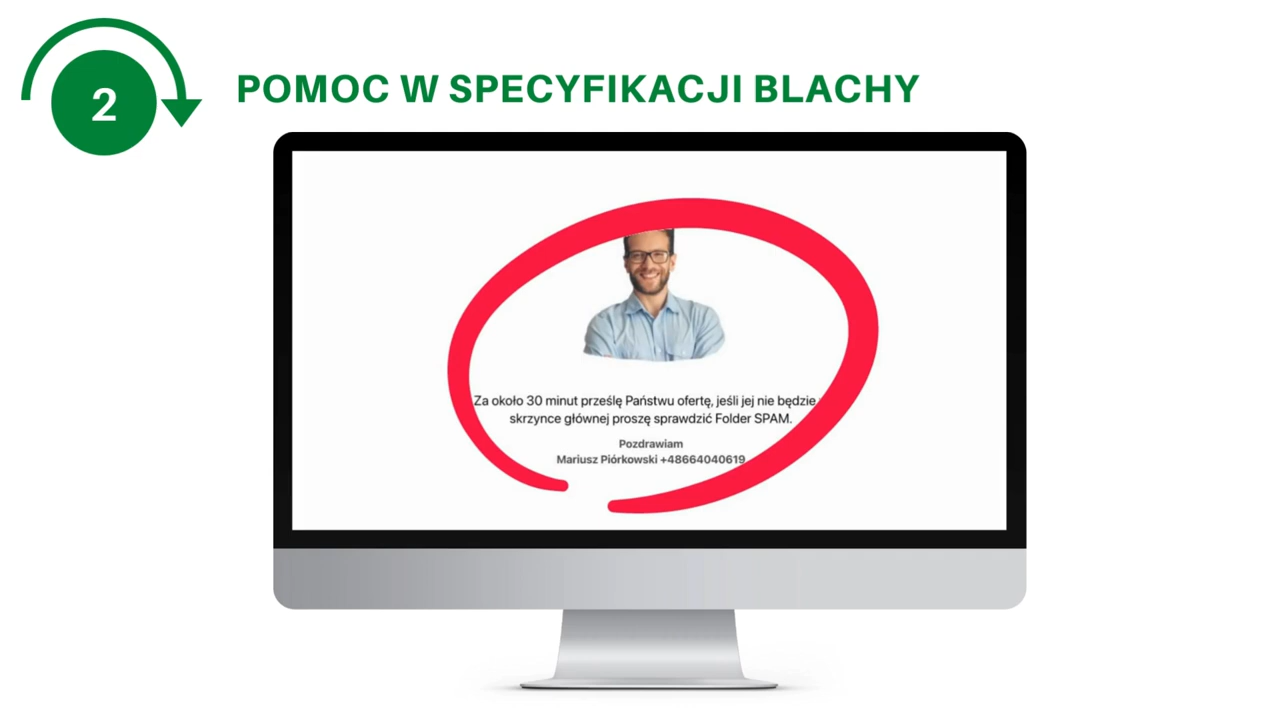 2
POMOC W SPECYFIKACJI BLACHY
Za około 30 minut prześlę Państwu ofertę, jeśli jej nie będzie
skrzynce głównej proszę sprawdzić Folder SPAM.
Pozdrawiam
Mariusz Piórkowski +48664040619